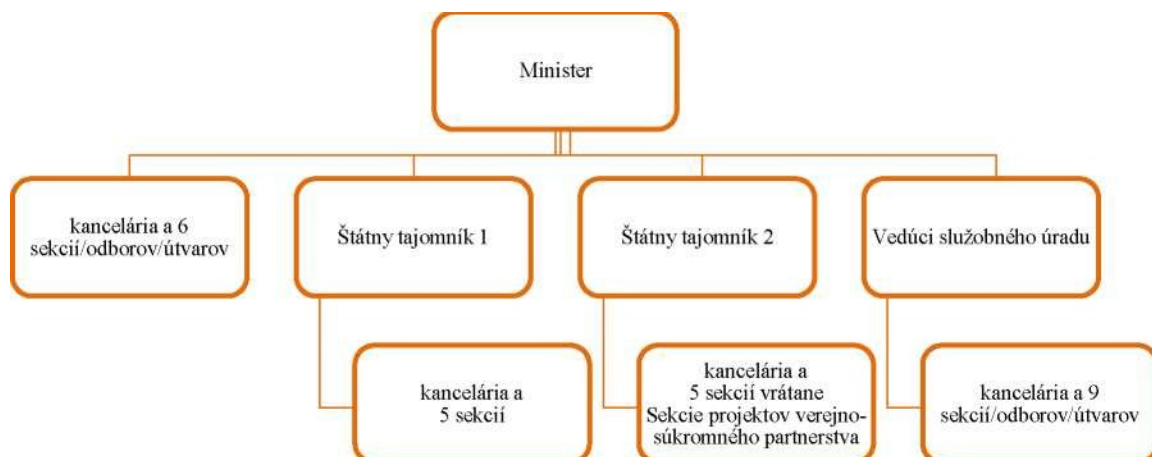 Minister
kancelária a 6
sekcií/odborov/útvarov
Štátny tajomník 1
Štátny tajomník 2
Vedúci služobného úradu
kancelária a
5 sekcií
kancelária a
5 sekcií vrátane
Sekcie projektov verejno-
súkromného partnerstva
kancelária a 9
sekcií/odborov/útvarov